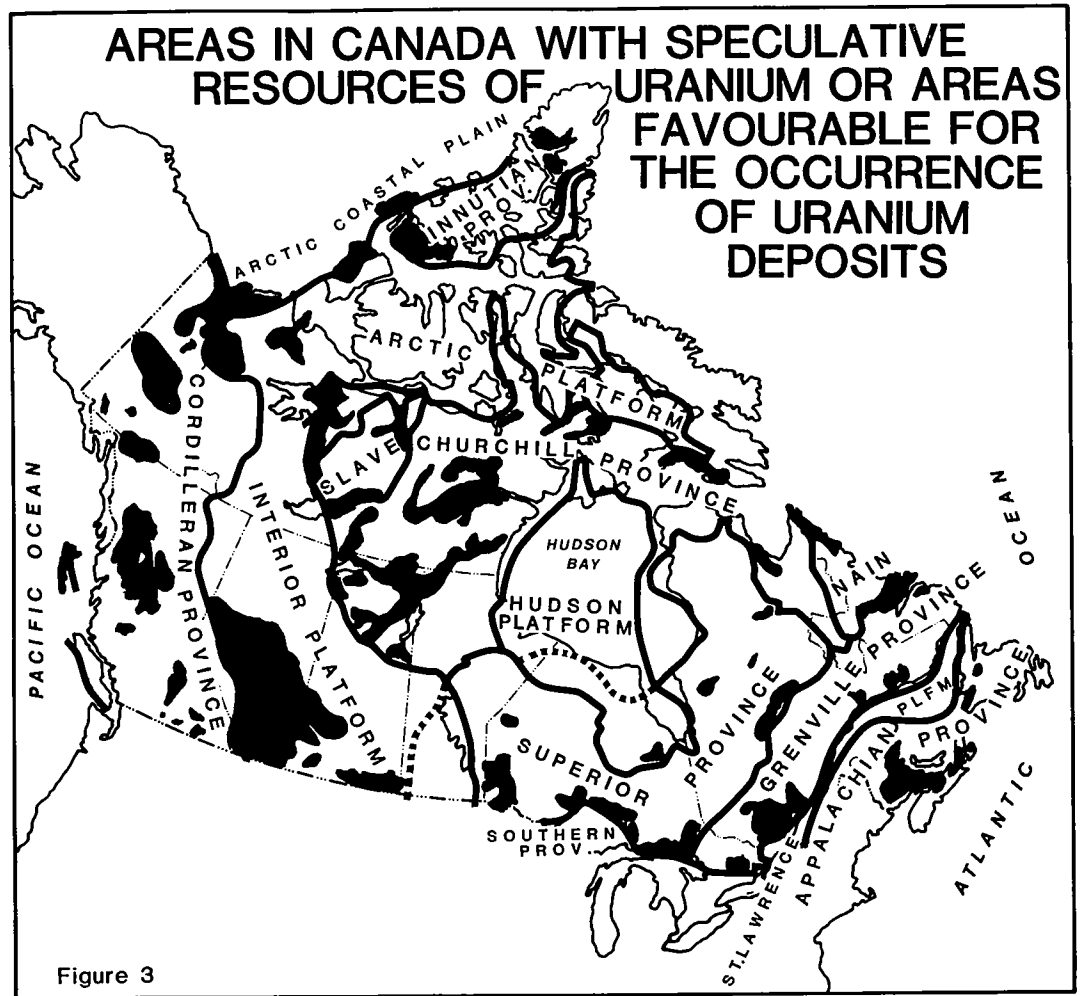 AREAS IN CANADA WITH SPECULATIVE
RESOURCES OF URANIUM OR AREAS
FAVOURABLE FOR
THE OCCURRENCE
OF URANIUM
DEPOSITS
ARCTIC COASTAL PLAIN
INNUTIAN
PROV.
ARCTIC
PLATFORM
CORDILLERAN PROVINCE
SLAVE
CHURCHILL PROVINCE
INTERIOR PLATFORM
HUDSON
BAY
HUDSON
PLATFORM
NAIN
PROVINCE
GRENVILLE PROVINCE
SUPERIOR
SOUTHERN
PROV.
ST.LAWRENCE
PLFM
APPALACHIAN
PROVINCE
PACIFIC OCEAN
ATLANTIC
OCEAN
Figure 3